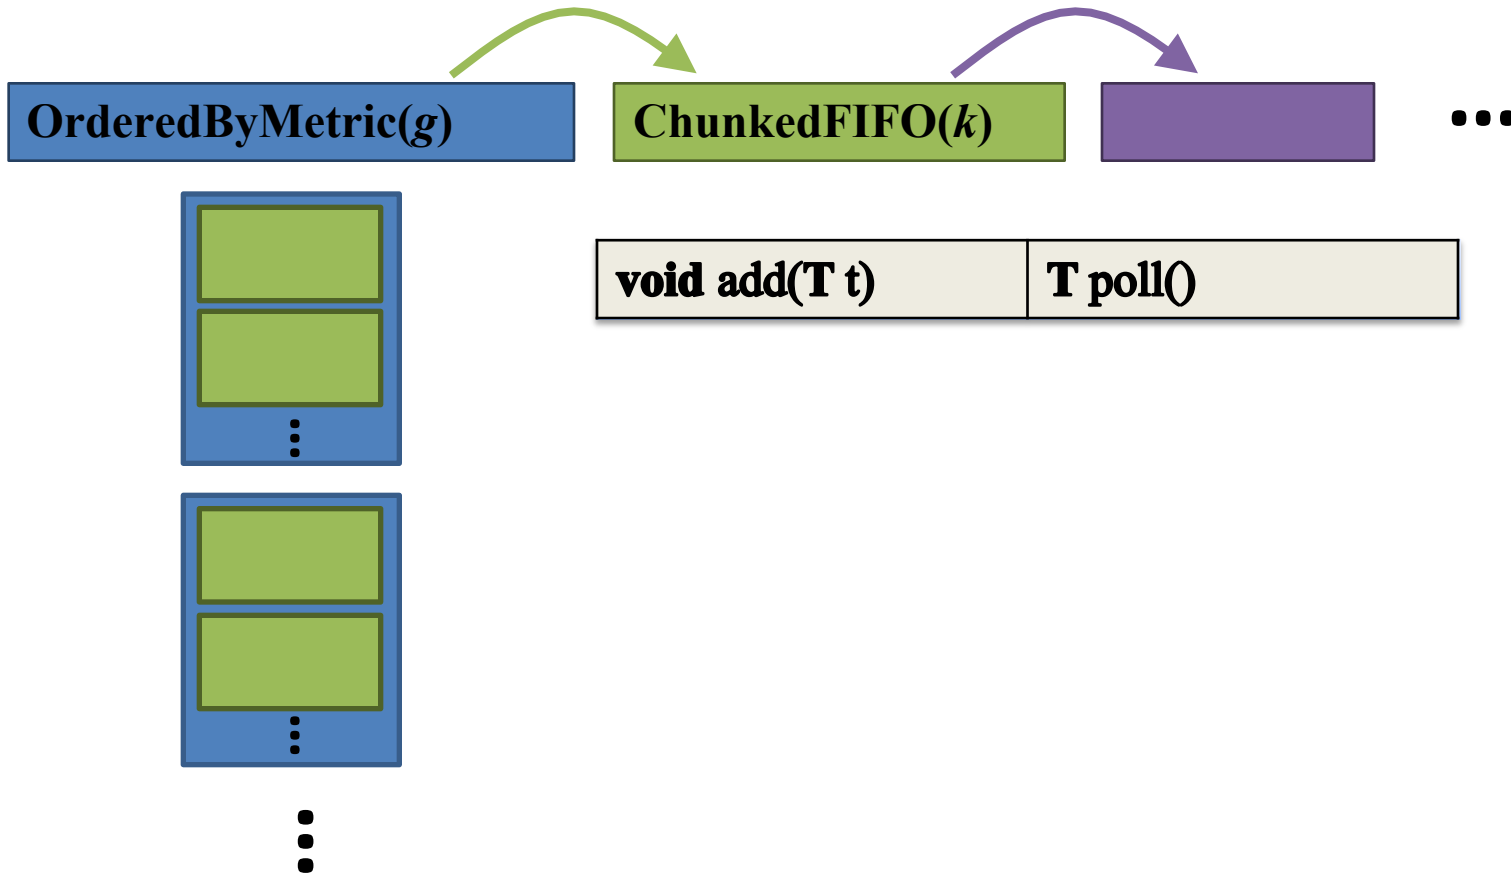 OrderedByMetric(g)
ChunkedFIFO(k)
...
void add(T t)
T poll()